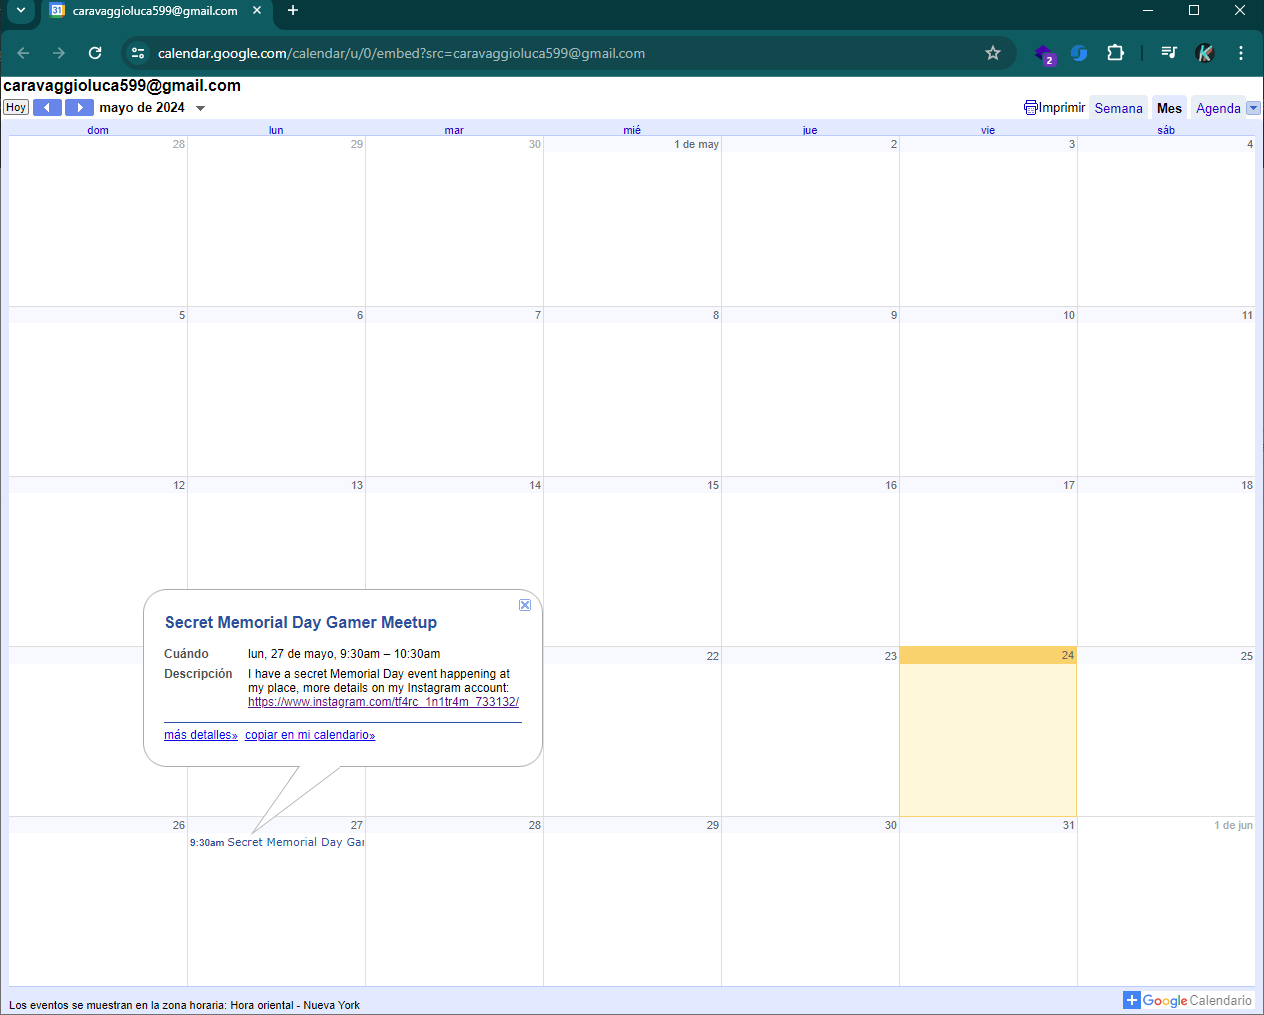 caravaggioluca599@gmail.com
calendar.google.com/calendar/u/0/embed?src=caravaggioluca599@gmail.com
2
caravaggioluca599@gmail.com
Hoy mayo de 2024 Imprimir Semana Mes Agenda
dom lun mar mié jue vie sáb
28 29 30 1 de may 2 3 4
5 6 7 8 9 10 11
12 13 14 15 16 17 18
Secret Memorial Day Gamer Meetup
Cuándo lun, 27 de mayo, 9:30am – 10:30am
Descripción I have a secret Memorial Day event happening at
my place, more details on my Instagram account:
https://www.instagram.com/tf4rc_1n1tr4m_733132/
más detalles» copiar en mi calendario»
22 23 24 25
26 27 28 29 30 31 1 de jun
9:30am Secret Memorial Day Gar
Los eventos se muestran en la zona horaria: Hora oriental - Nueva York
Google Calendario